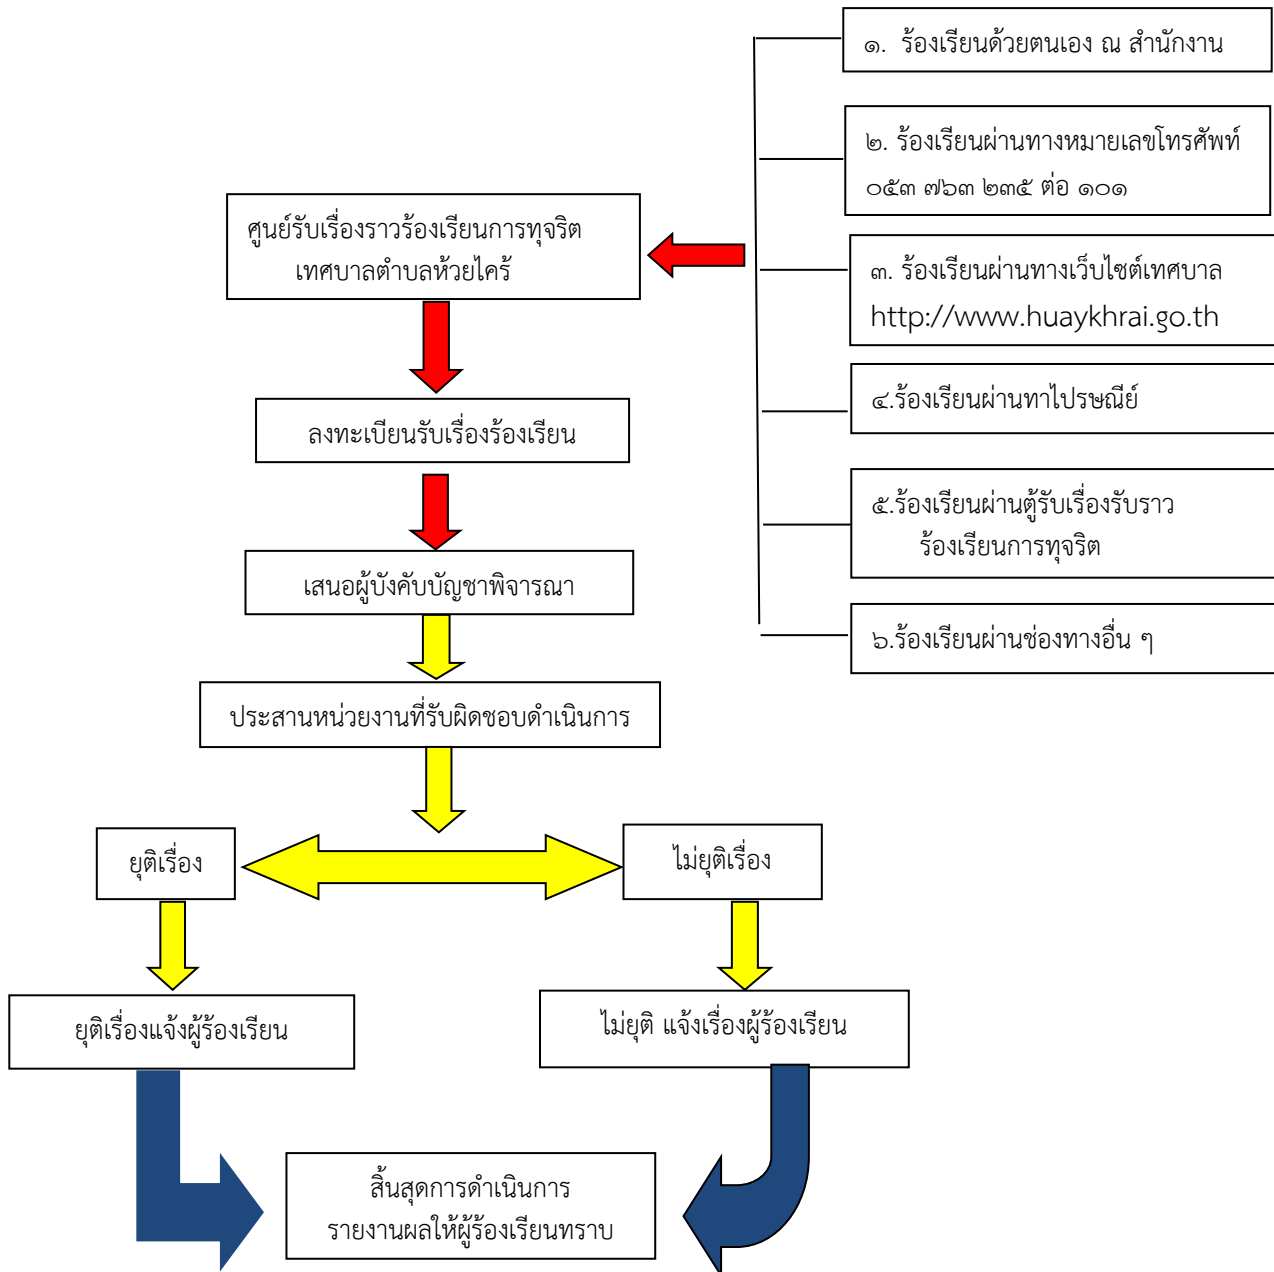 ๑. ร้องเรียนด้วยตนเอง ณ สำนักงาน
๒. ร้องเรียนผ่านทางหมายเลขโทรศัพท์
๐๕๓ ๗๖๓ ๒๓๕ ต่อ ๑๐๑
๓. ร้องเรียนผ่านทางเว็บไซต์เทศบาล
http://www.huaykhrai.go.th
๔.ร้องเรียนผ่านทาไปรษณีย์
๕.ร้องเรียนผ่านตู้รับเรื่องรับราว
ร้องเรียนการทุจริต
๖.ร้องเรียนผ่านช่องทางอื่น ๆ
ศูนย์รับเรื่องราวร้องเรียนการทุจริต
เทศบาลตำบลห้วยไคร้
ลงทะเบียนรับเรื่องร้องเรียน
เสนอผู้บังคับบัญชาพิจารณา
ประสานหน่วยงานที่รับผิดชอบดำเนินการ
ยุติเรื่อง
ไม่ยุติเรื่อง
ยุติเรื่องแจ้งผู้ร้องเรียน
ไม่ยุติ แจ้งเรื่องผู้ร้องเรียน
สิ้นสุดการดำเนินการ
รายงานผลให้ผู้ร้องเรียนทราบ